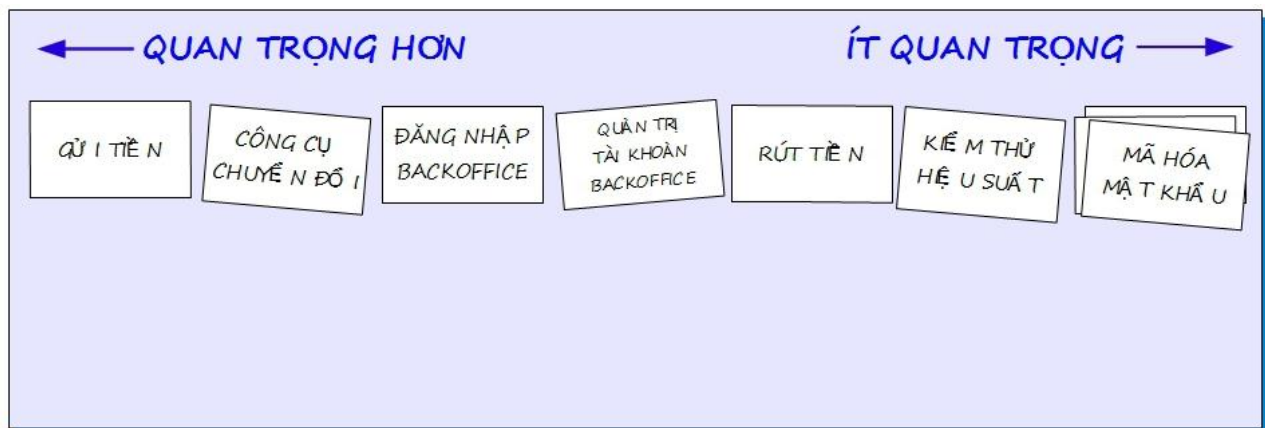 QUAN TRỌNG HƠN
ÍT QUAN TRỌNG
GỬI TIỀN
CÔNG CỤ
CHUYỂN ĐỔI
ĐĂNG NHẬP
BACKOFFICE
QUẢN TRỊ
TÀI KHOẢN
BACKOFFICE
RÚT TIỀN
KIỂM THỬ
HIỆU SUẤT
MÃ HÓA
MẬT KHẨU